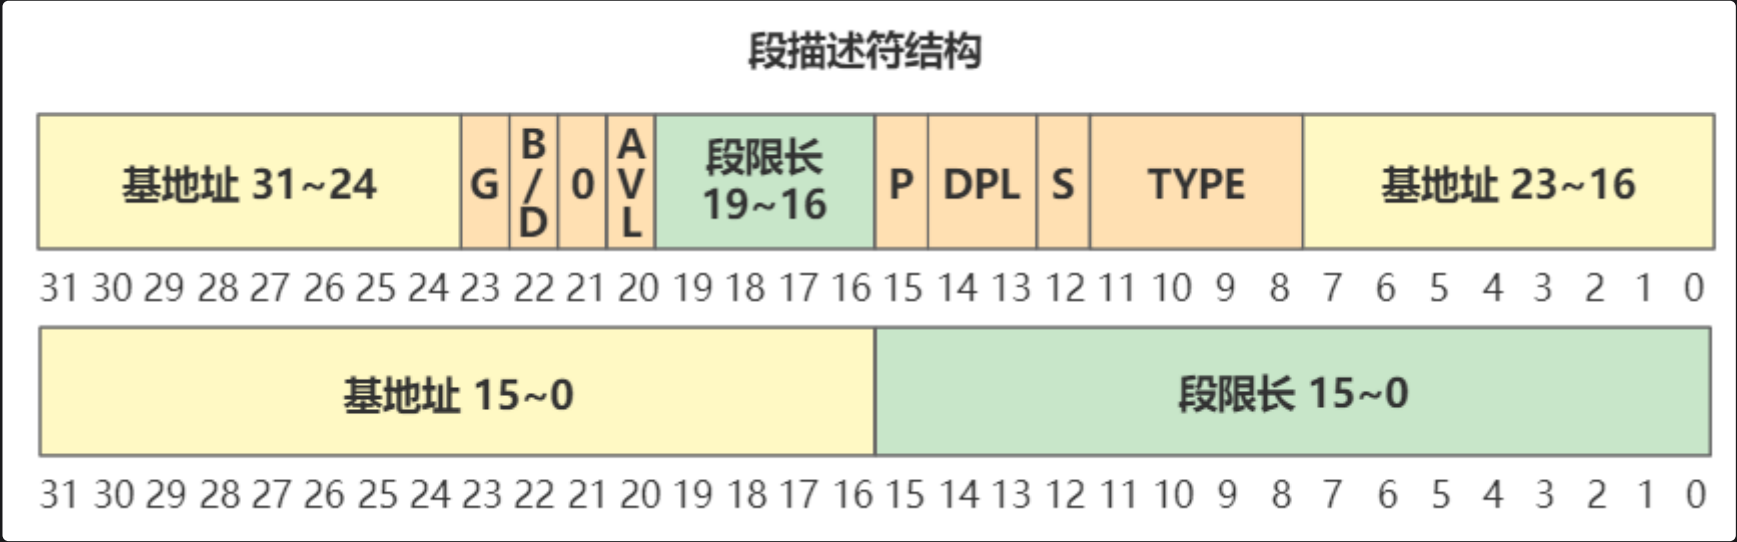 段描述符结构
基地址 31~24 G B/D 0 AVL 段限长 19~16 P DPL S TYPE 基地址 23~16
31 30 29 28 27 26 25 24 23 22 21 20 19 18 17 16 15 14 13 12 11 10 9 8 7 6 5 4 3 2 1 0
基地址 15~0 段限长 15~0
31 30 29 28 27 26 25 24 23 22 21 20 19 18 17 16 15 14 13 12 11 10 9 8 7 6 5 4 3 2 1 0